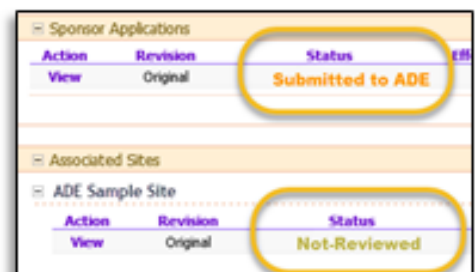 Sponsor Applications
Action Revision Status Eff
View Original Submitted to ADE
Associated Sites
ADE Sample Site
Action Revision Status
View Original Not-Reviewed